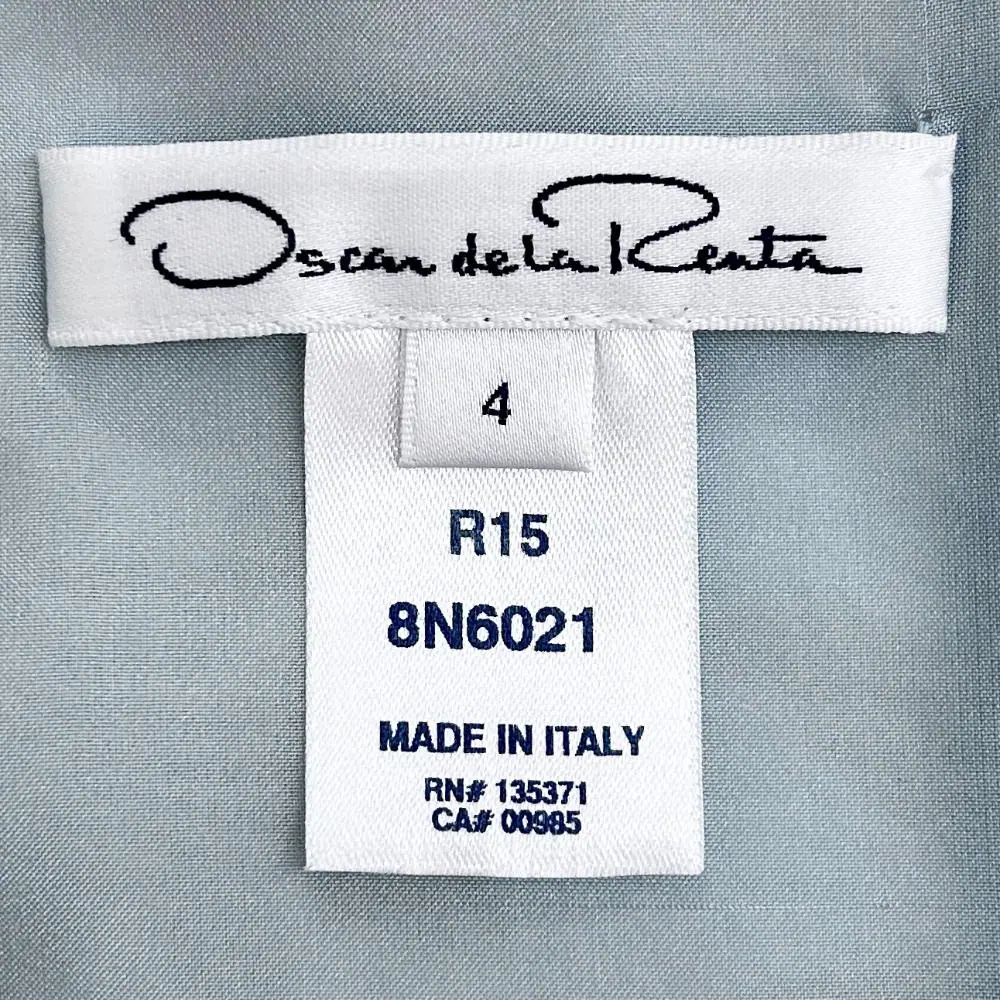 Oscar de la Renta
4
R15
8N6021
MADE IN ITALY
RN# 135371
CA# 00985